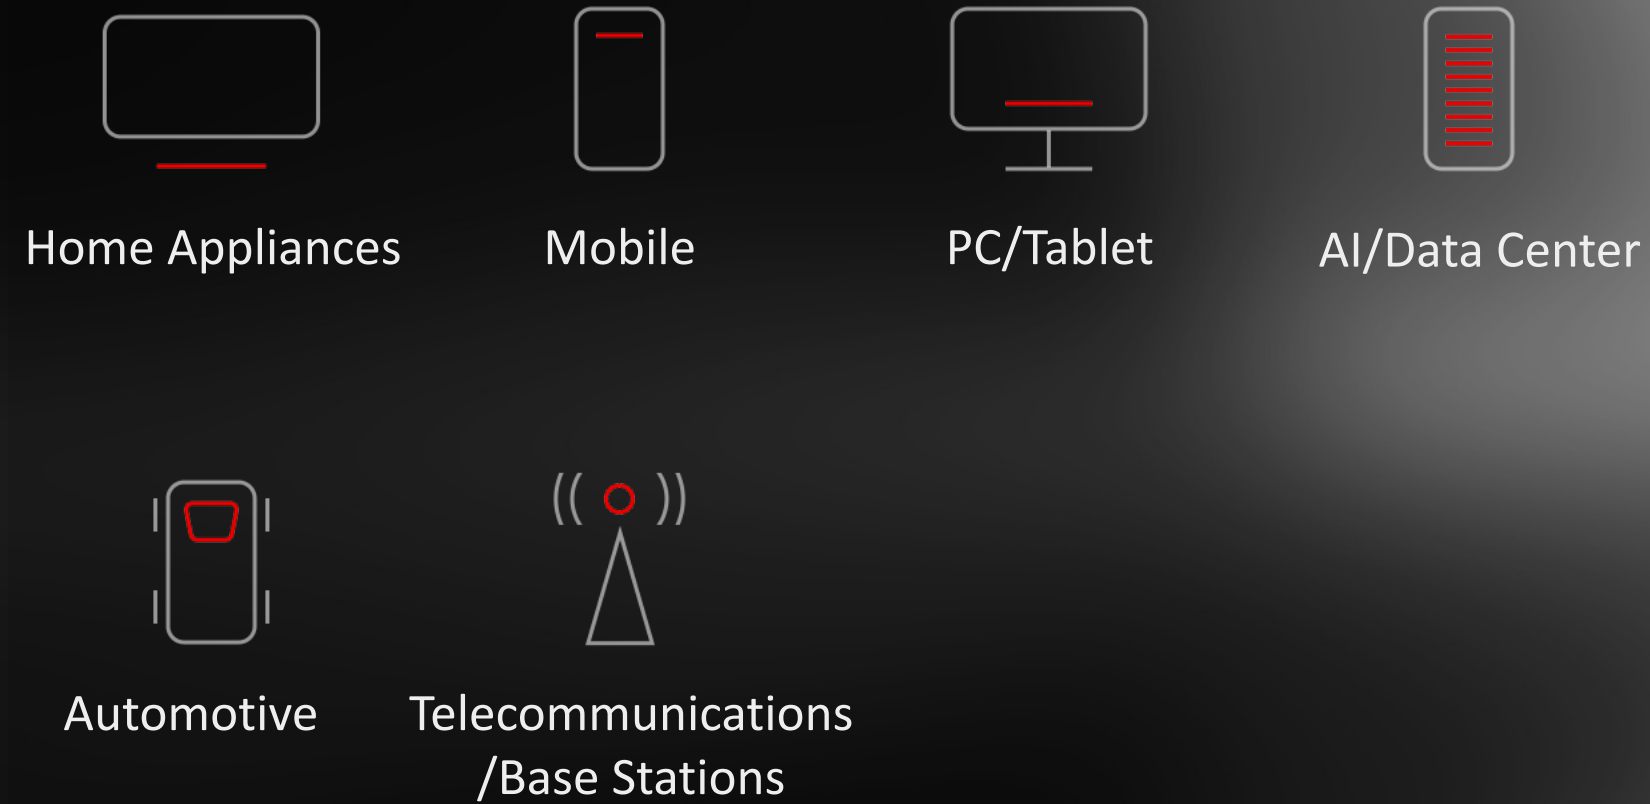 Home Appliances
Mobile
PC/Tablet
AI/Data Center
Automotive
Telecommunications
/Base Stations